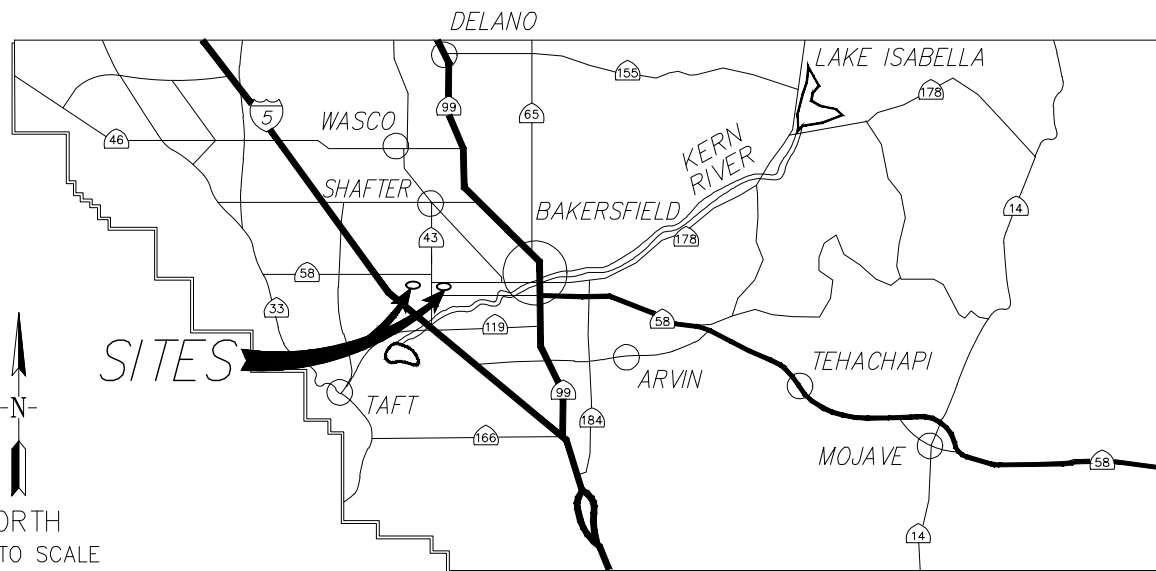 DELANO
LAKE ISABELLA
155
178
99
65
5
WASCO
46
KERN
RIVER
SHAFTER
BAKERSFIELD
14
43
178
58
33
119
58
SITES
TEHACHAPI
ARVIN
TAFT
99
184
N
166
MOJAVE
58
ORTH
TO SCALE
14